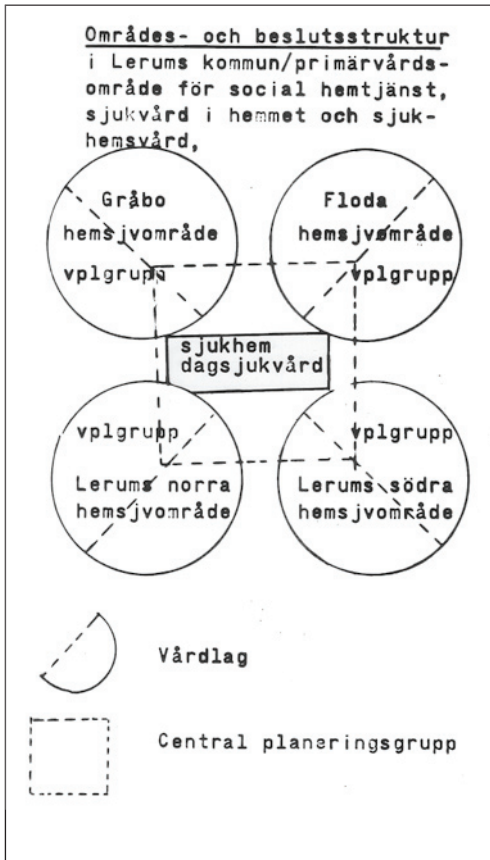 Områdes- och beslutsstruktur
i Lerums kommun/primärvårds-
område för social hemtjänst,
sjukvård i hemmet och sjuk-
hemsvård,
Gråbo
hemsjvområde
vplgrupp
Floda
hemsjvområde
vplgrupp
sjukhem
dagsjukvård
vplgrupp
Lerums norra
hemsjvområde
vplgrupp
Lerums södra
hemsjvområde
Vårdlag
Central planeringsgrupp